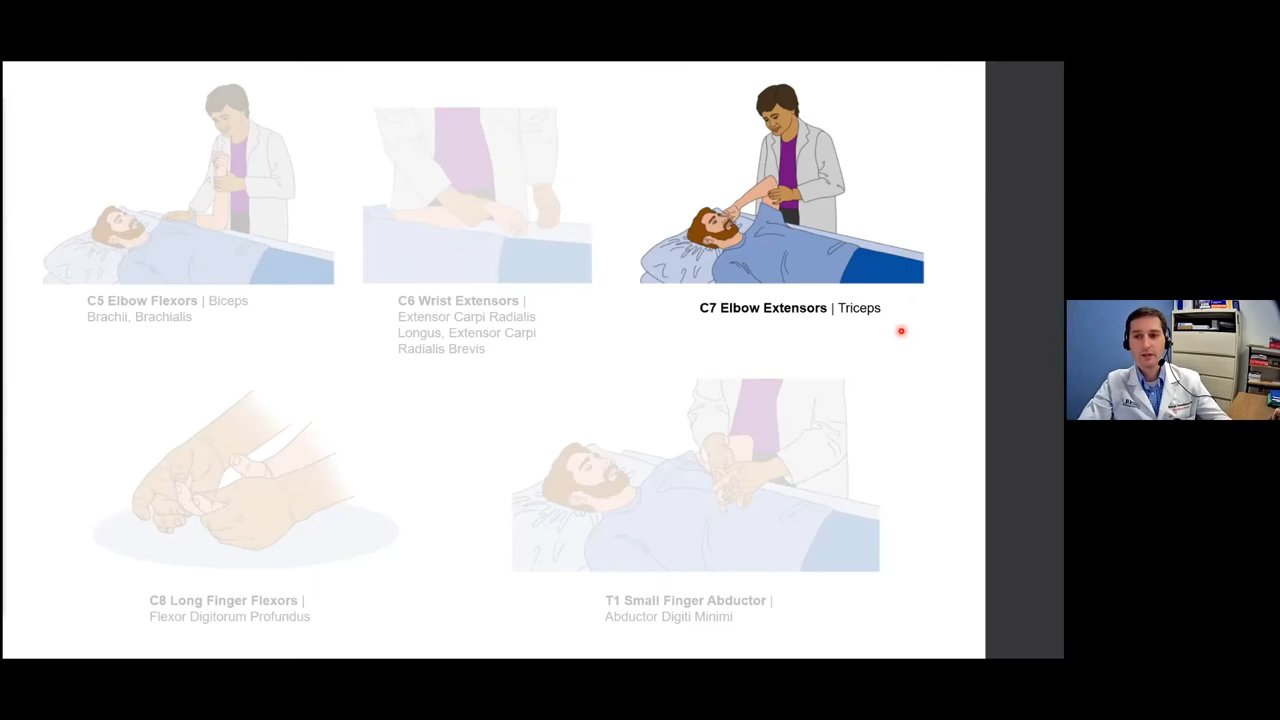 C5 Elbow Flexors | Biceps
Brachii, Brachialis
C6 Wrist Extensors |
Extensor Carpi Radialis
Longus, Extensor Carpi
Radialis Brevis
C7 Elbow Extensors | Triceps
C8 Long Finger Flexors |
Flexor Digitorum Profundus
T1 Small Finger Abductor |
Abductor Digiti Minimi